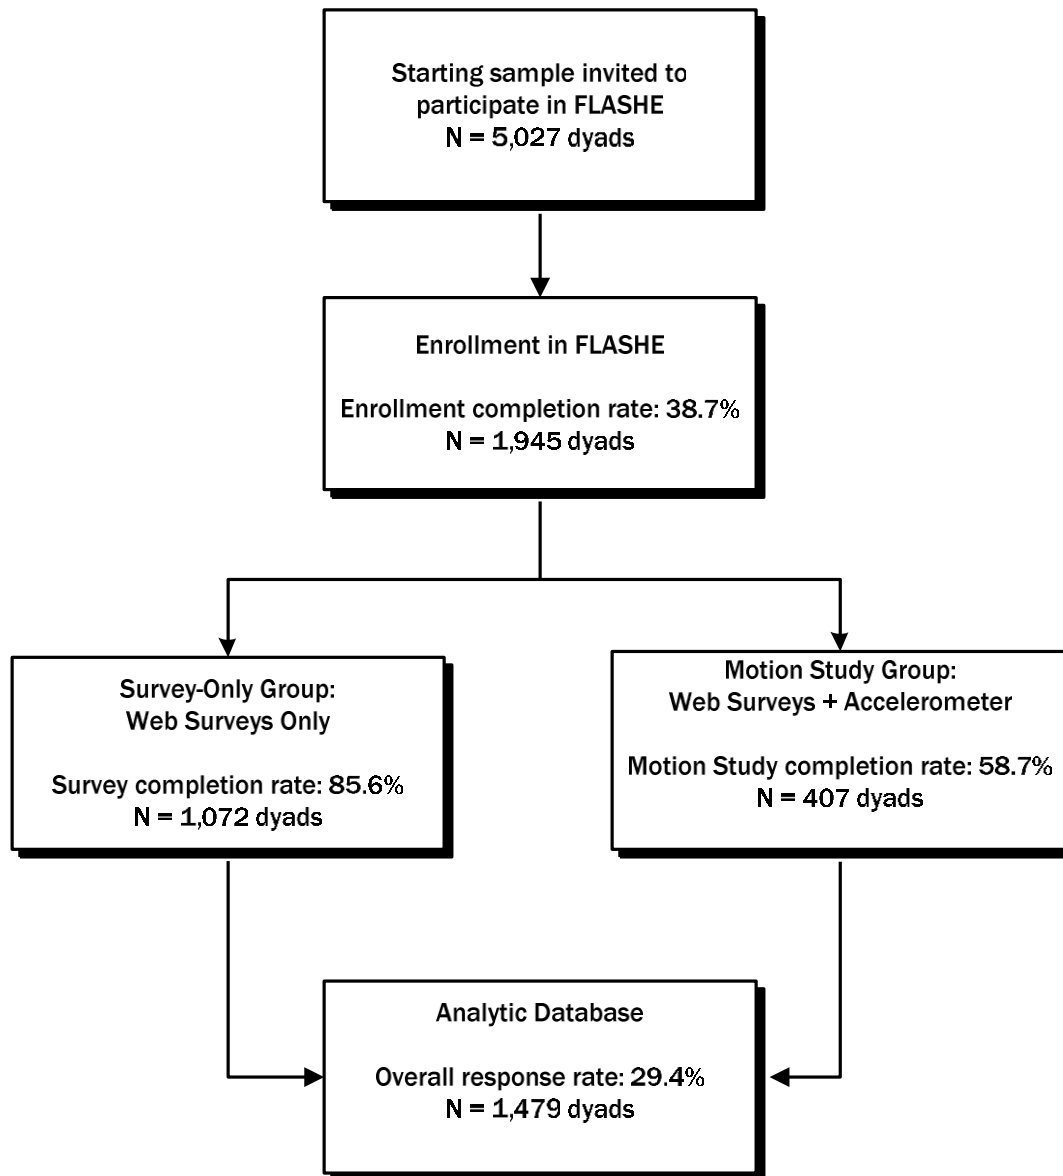 Starting sample invited to
participate in FLASHE
N = 5,027 dyads
Enrollment in FLASHE
Enrollment completion rate: 38.7%
N = 1,945 dyads
Survey-Only Group:
Web Surveys Only
Survey completion rate: 85.6%
N = 1,072 dyads
Motion Study Group:
Web Surveys + Accelerometer
Motion Study completion rate: 58.7%
N = 407 dyads
Analytic Database
Overall response rate: 29.4%
N = 1,479 dyads